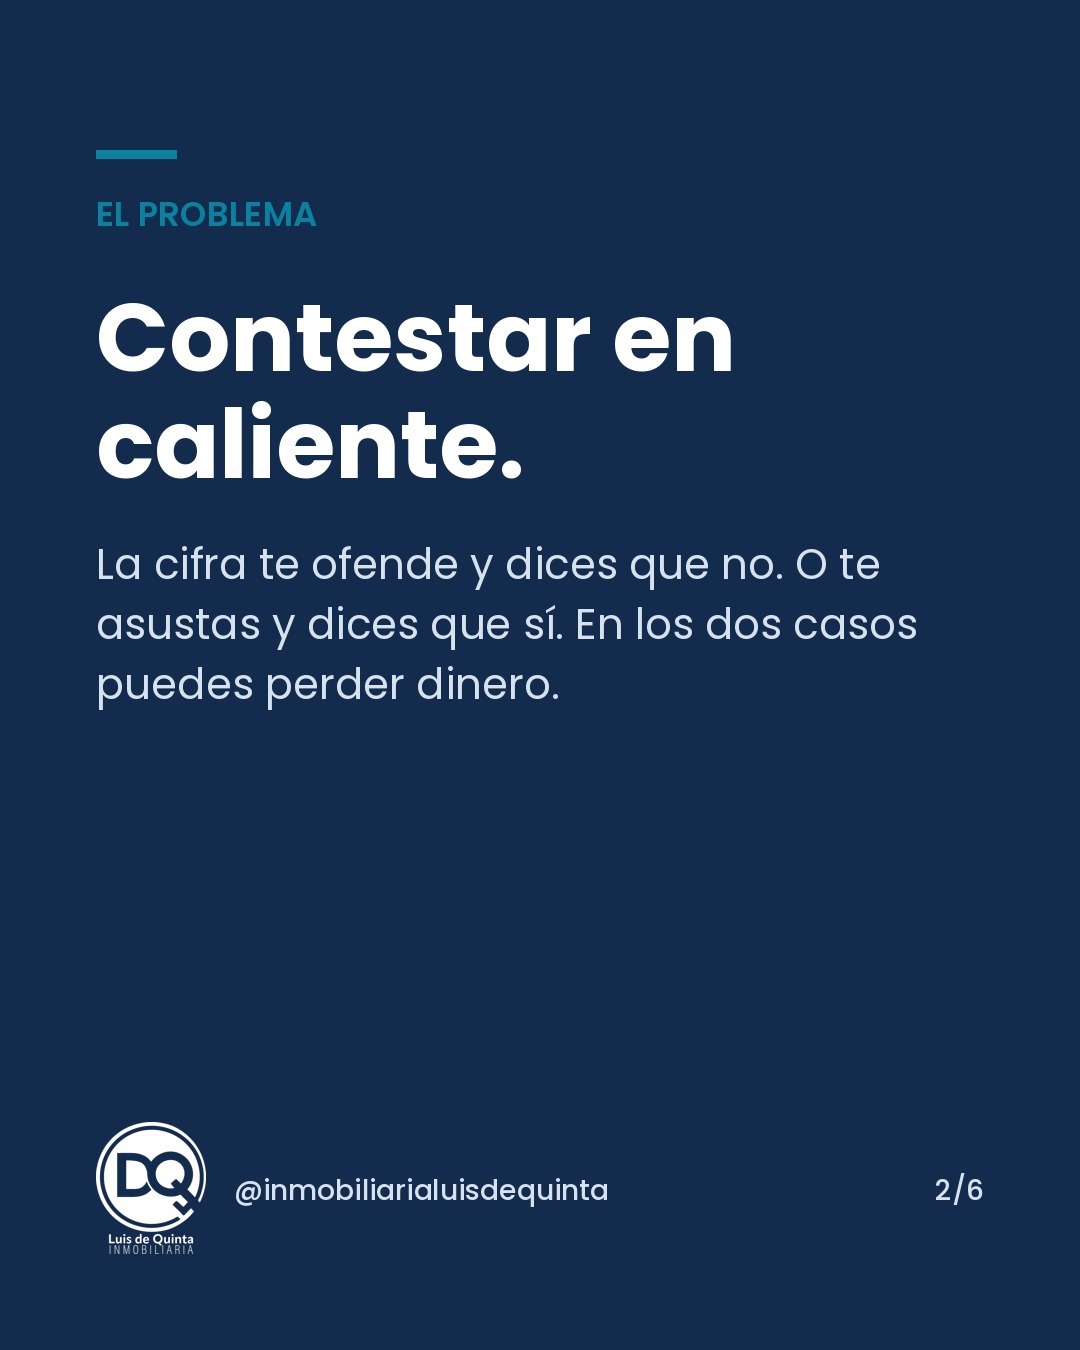 EL PROBLEMA
Contestar en
caliente.
La cifra te ofende y dices que no. O te
asustas y dices que sí. En los dos casos
puedes perder dinero.
DQ
Luis de Quinta
INMOBILIARIA
@inmobiliarialuisdequinta
2/6